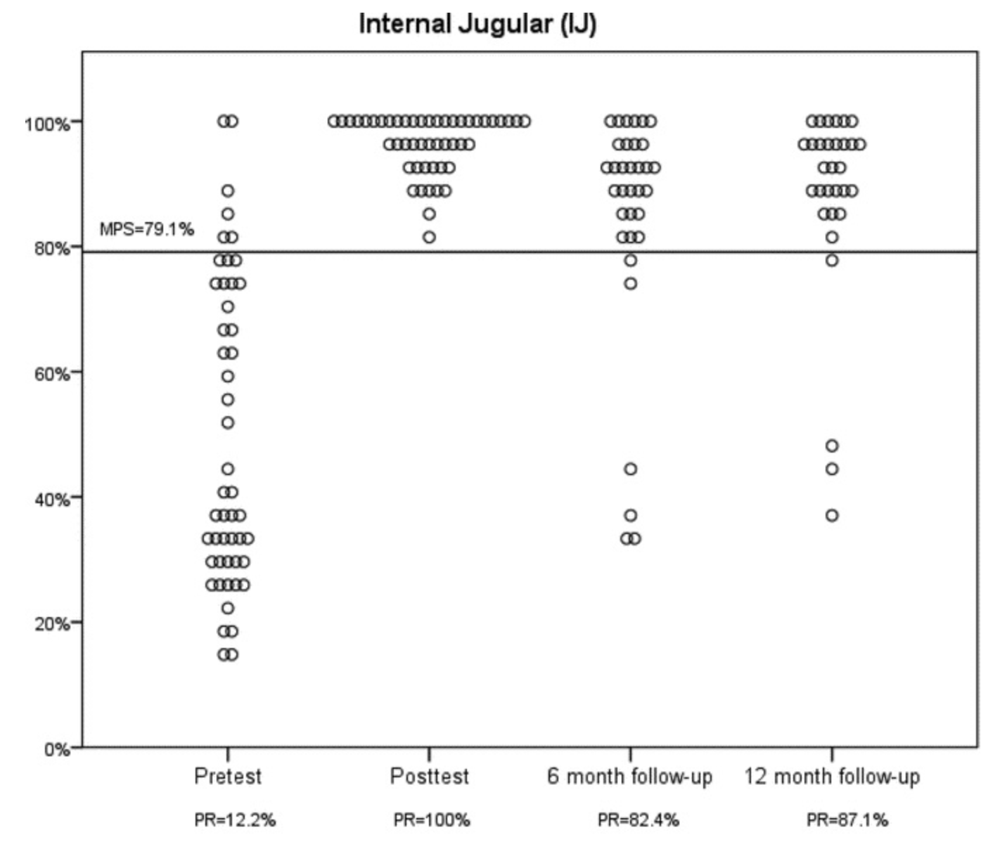 Internal Jugular (IJ)
100%
MPS=79.1%
80%
60%
40%
20%
0%
Pretest Posttest 6 month follow-up 12 month follow-up
PR=12.2% PR=100% PR=82.4% PR=87.1%